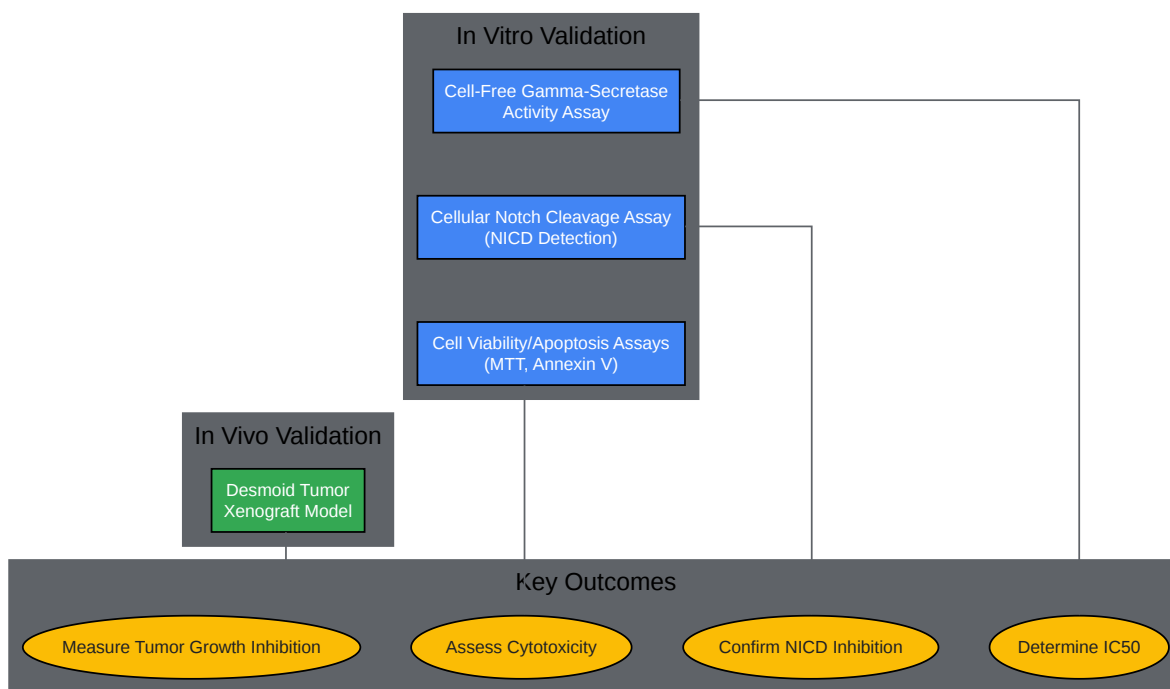 In Vitro Validation
Cell-Free Gamma-Secretase
Activity Assay
Cellular Notch Cleavage Assay
(NICD Detection)
Cell Viability/Apoptosis Assays
(MTT, Annexin V)
In Vivo Validation
Desmoid Tumor
Xenograft Model
Key Outcomes
Measure Tumor Growth Inhibition
Assess Cytotoxicity
Confirm NICD Inhibition
Determine IC50